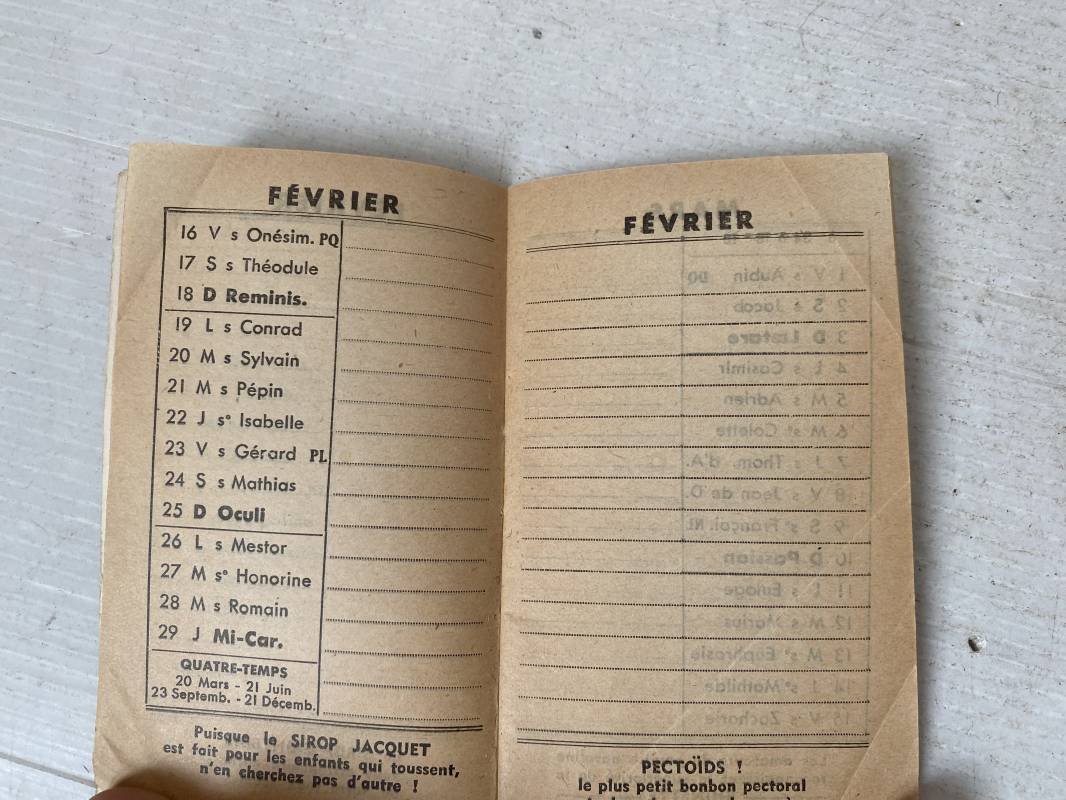 FÉVRIER
16 V s Onésim. PQ
17 S s Théodule
18 D Reminis.
19 L s Conrad
20 M s Sylvain
21 M s Pépin
22 J sᵉ Isabelle
23 V s Gérard PL
24 S s Mathias
25 D Oculi
26 L s Mestor
27 M sᵉ Honorine
28 M s Romain
29 J Mi-Car.
QUATRE-TEMPS
20 Mars - 21 Juin
23 Septemb. - 21 Décemb.
Puisque le SIROP JACQUET
est fait pour les enfants qui toussent,
n'en cherchez pas d'autre !
FÉVRIER
PECTOÏDS !
le plus petit bonbon pectoral